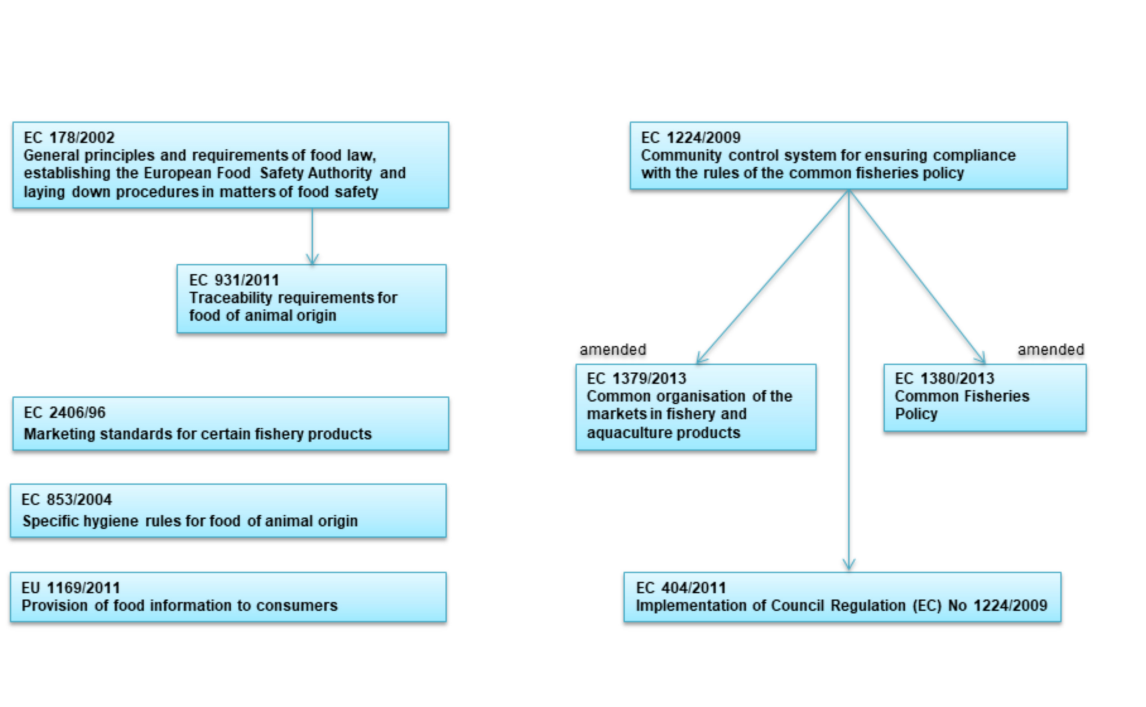 EC 178/2002
General principles and requirements of food law,
establishing the European Food Safety Authority and
laying down procedures in matters of food safety
EC 931/2011
Traceability requirements for
food of animal origin
EC 2406/96
Marketing standards for certain fishery products
EC 853/2004
Specific hygiene rules for food of animal origin
EU 1169/2011
Provision of food information to consumers
EC 1224/2009
Community control system for ensuring compliance
with the rules of the common fisheries policy
amended
EC 1379/2013
Common organisation of the
markets in fishery and
aquaculture products
amended
EC 1380/2013
Common Fisheries
Policy
EC 404/2011
Implementation of Council Regulation (EC) No 1224/2009